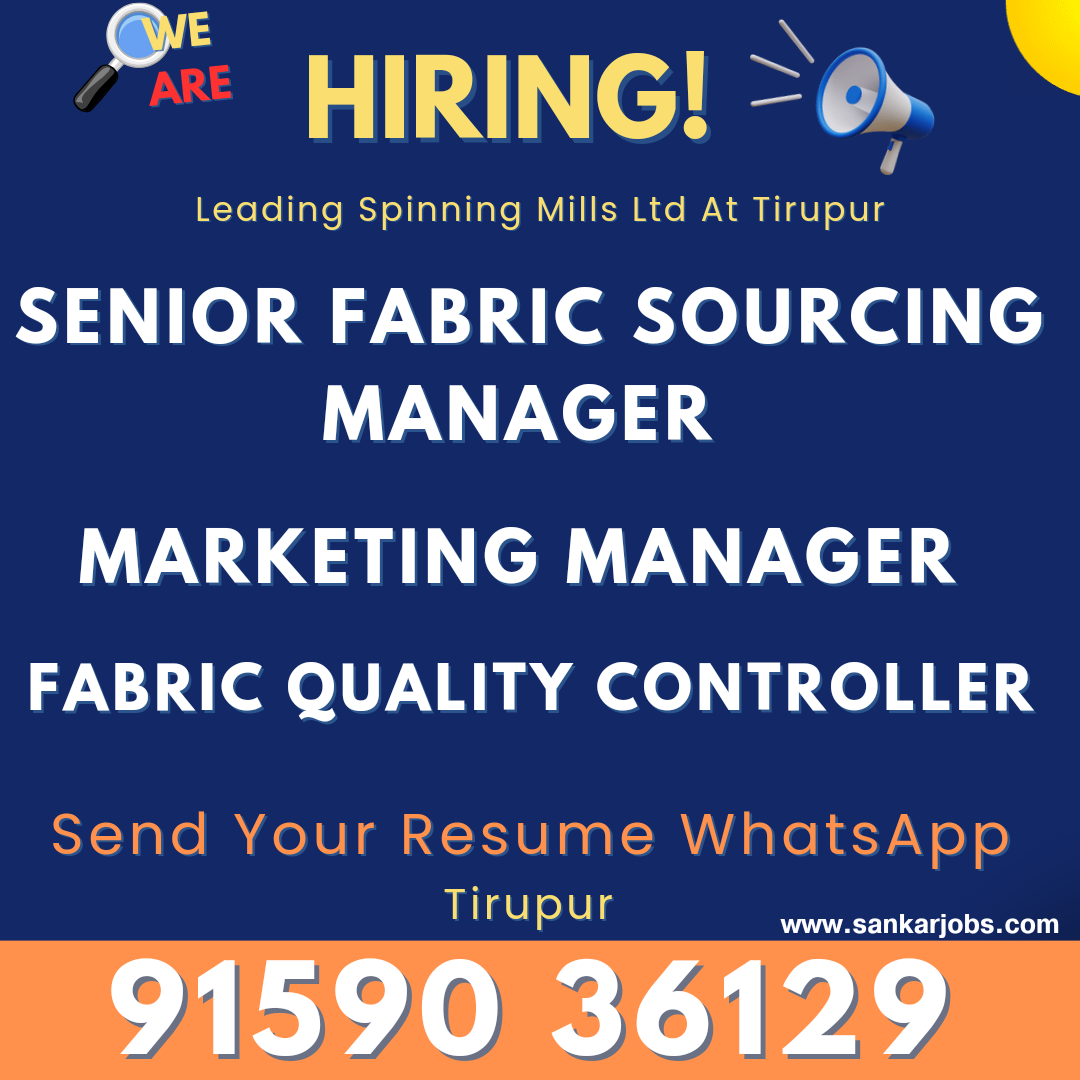 WE
ARE
HIRING!
Leading Spinning Mills Ltd At Tirupur
SENIOR FABRIC SOURCING
MANAGER
MARKETING MANAGER
FABRIC QUALITY CONTROLLER
Send Your Resume WhatsApp
Tirupur
www.sankarjobs.com
91590 36129